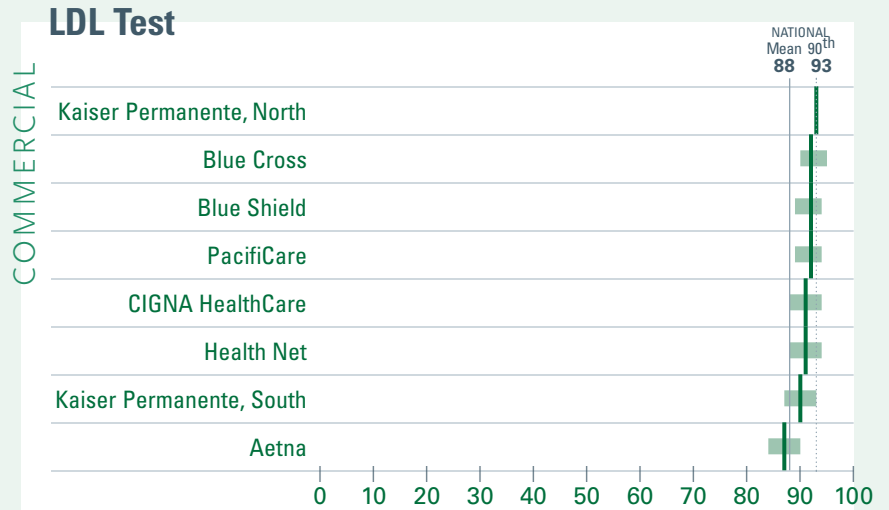 LDL Test
NATIONAL
Mean 90th
88 93
COMMERCIAL
Kaiser Permanente, North
Blue Cross
Blue Shield
PacifiCare
CIGNA HealthCare
Health Net
Kaiser Permanente, South
Aetna
0 10 20 30 40 50 60 70 80 90 100